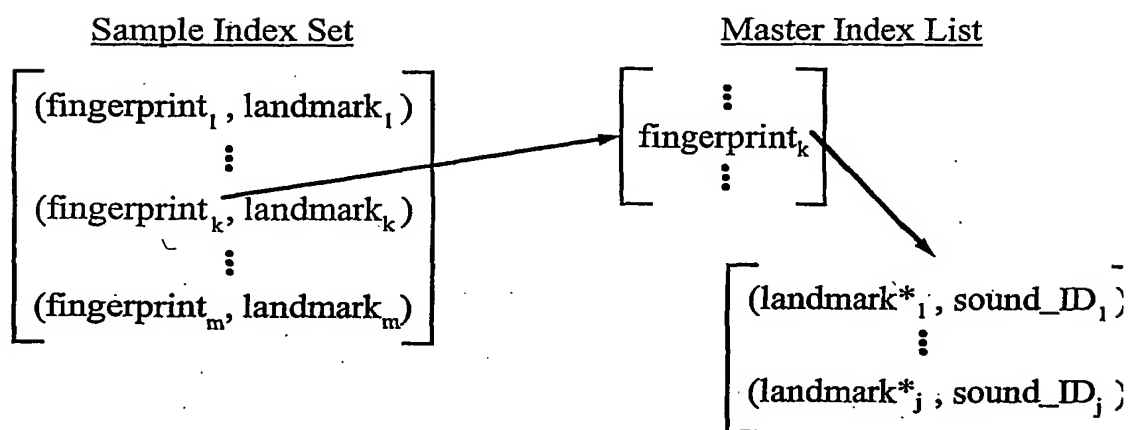 Sample Index Set
(fingerprint₁, landmark₁)
⋮
(fingerprintₖ, landmarkₖ)
⋮
(fingerprintₘ, landmarkₘ)
Master Index List
⋮
fingerprintₖ
⋮
(landmark*₁, sound_ID₁)
⋮
(landmark*ⱼ, sound_IDⱼ)